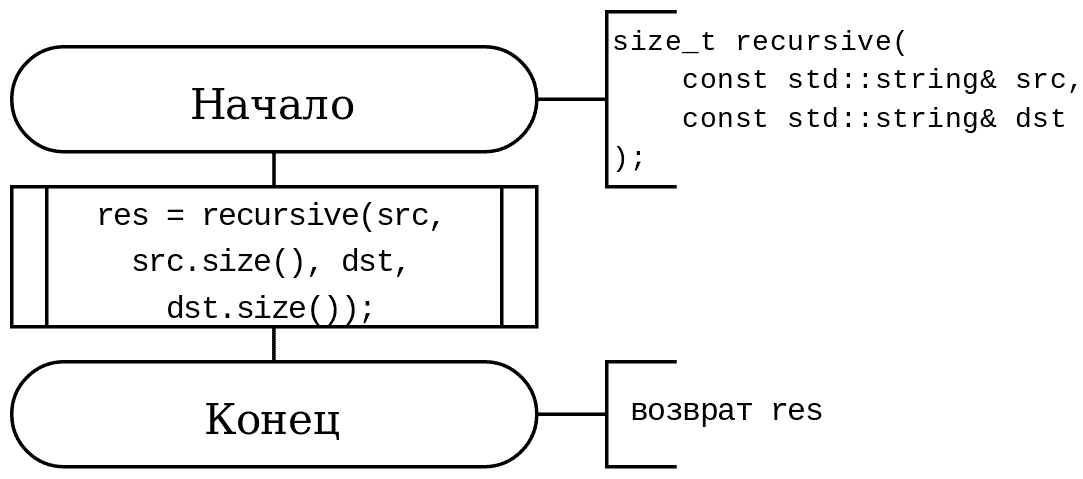 Начало
size_t recursive(
const std::string& src,
const std::string& dst
);
res = recursive(src,
src.size(), dst,
dst.size());
Конец
возврат res